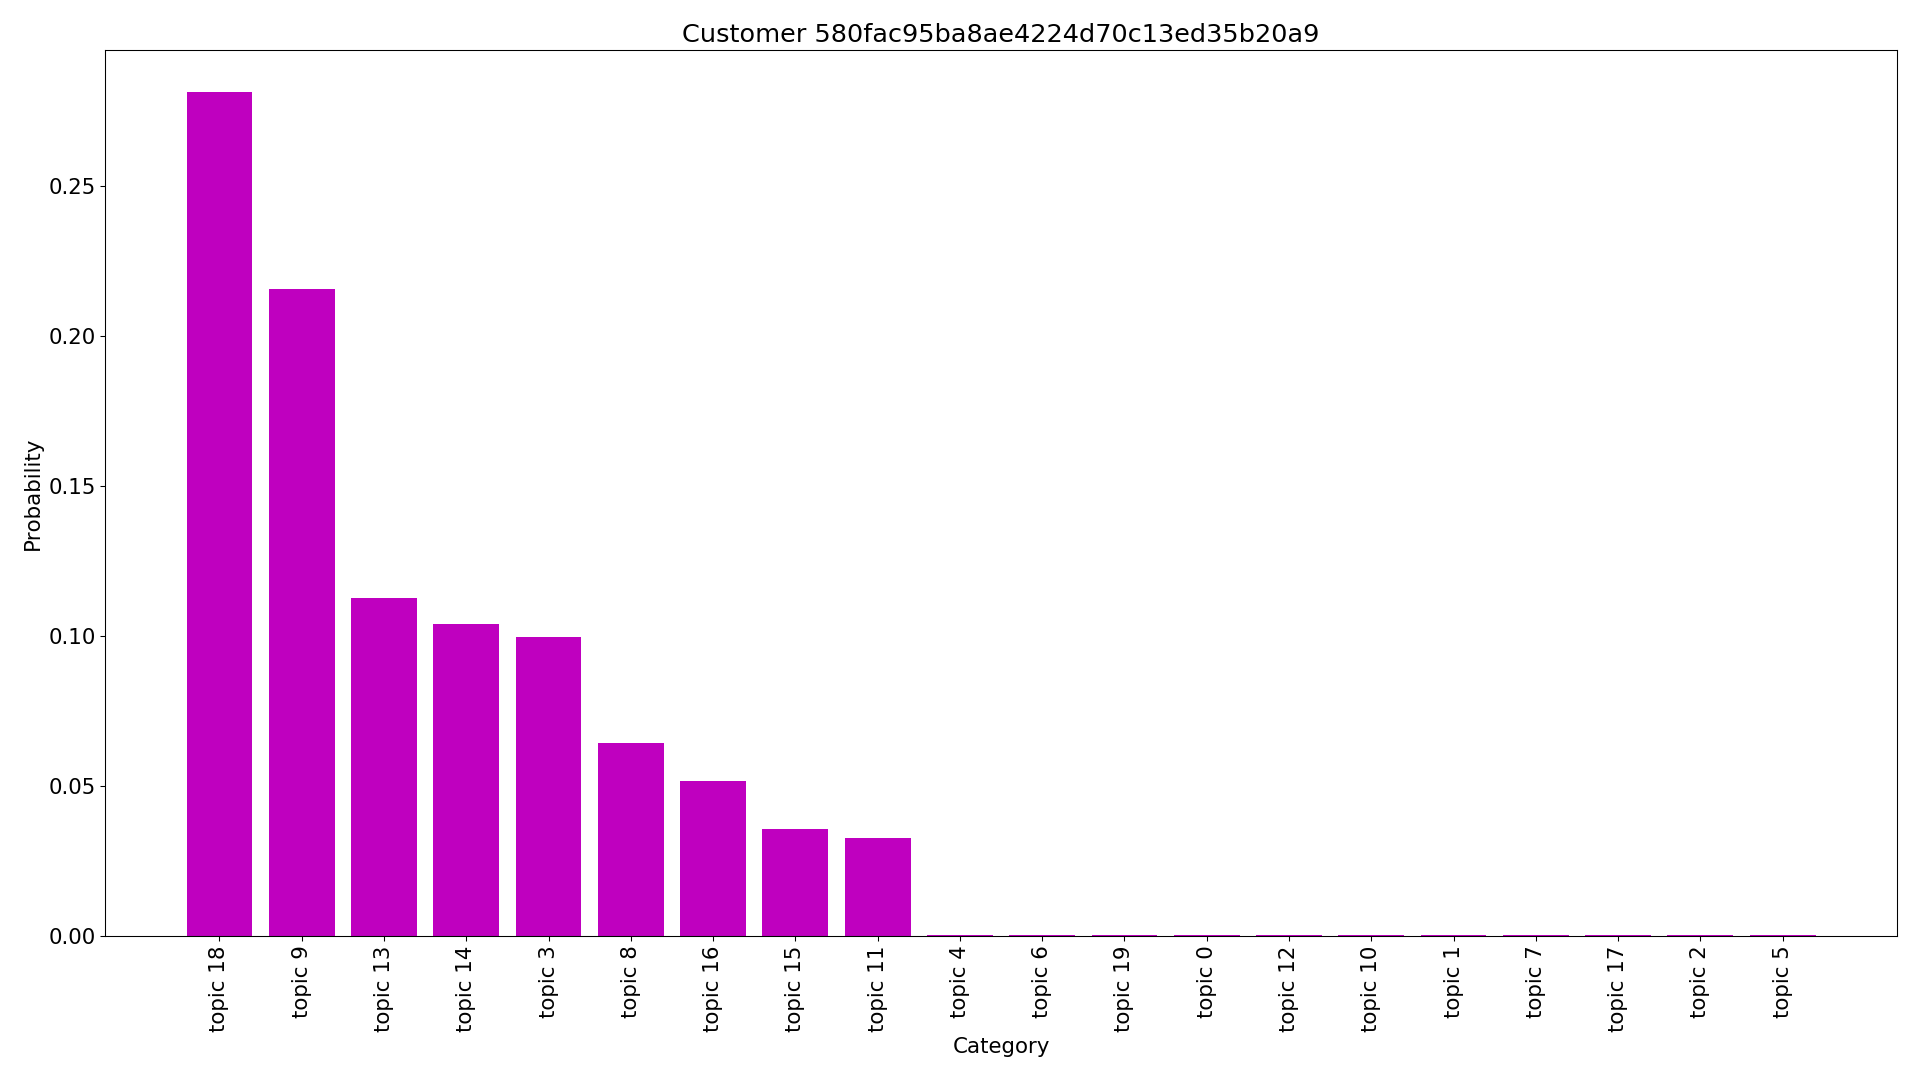 Customer 580fac95ba8ae4224d70c13ed35b20a9
Probability
0.25
0.20
0.15
0.10
0.05
0.00
topic 18
topic 9
topic 13
topic 14
topic 3
topic 8
topic 16
topic 15
topic 11
topic 4
topic 6
topic 19
topic 0
topic 12
topic 10
topic 1
topic 7
topic 17
topic 2
topic 5
Category